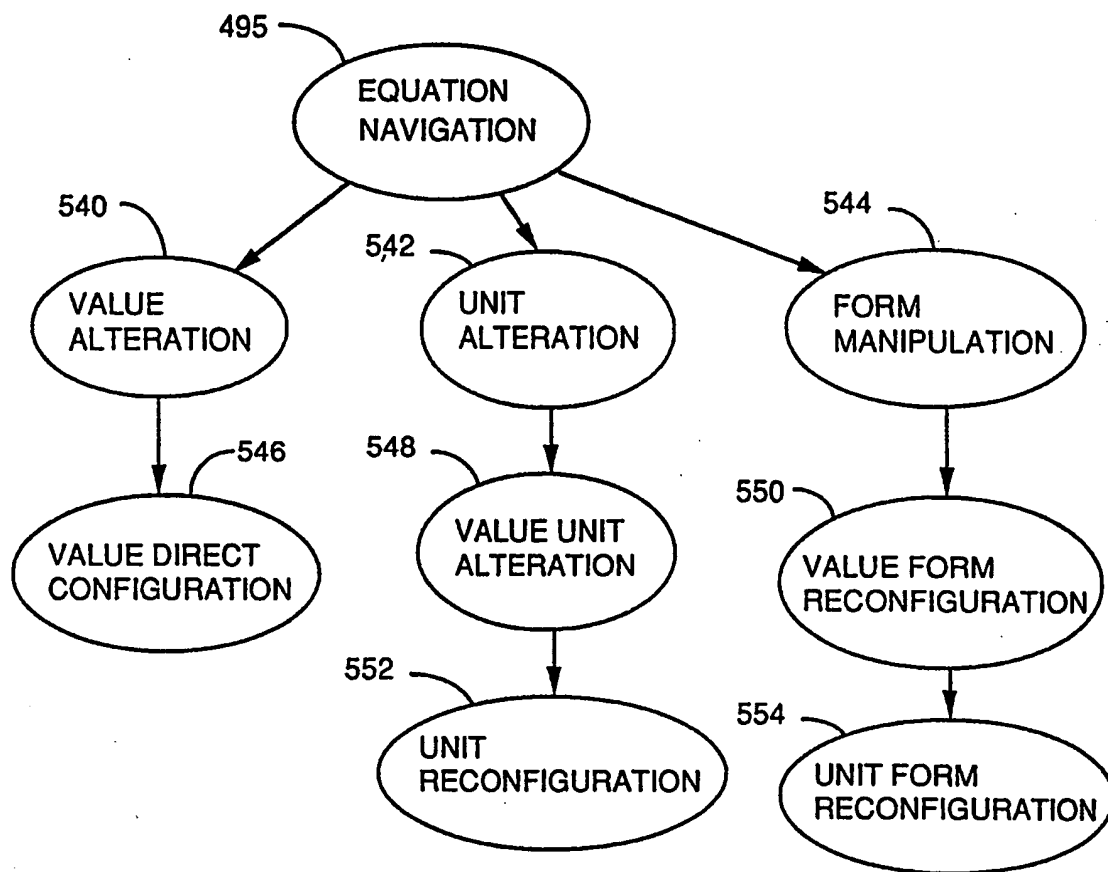 495
EQUATION
NAVIGATION
540
VALUE
ALTERATION
542
UNIT
ALTERATION
544
FORM
MANIPULATION
546
VALUE DIRECT
CONFIGURATION
548
VALUE UNIT
ALTERATION
550
VALUE FORM
RECONFIGURATION
552
UNIT
RECONFIGURATION
554
UNIT FORM
RECONFIGURATION